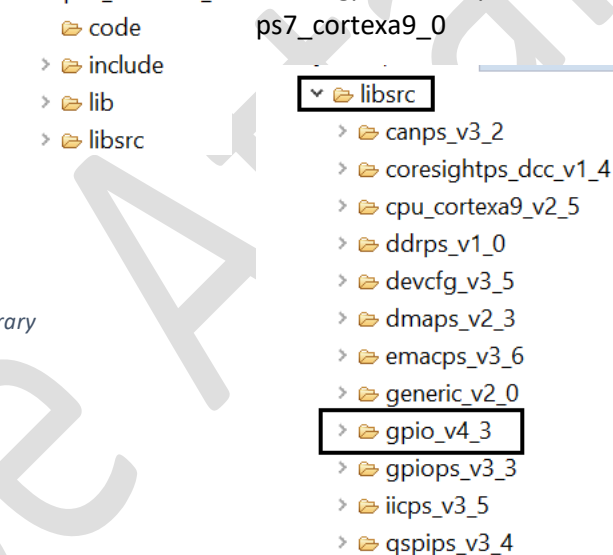 code
include
lib
libsrc
ps7_cortexa9_0
libsrc
canps_v3_2
coresightps_dcc_v1_4
cpu_cortexa9_v2_5
ddrps_v1_0
devcfg_v3_5
dmaps_v2_3
emacps_v3_6
generic_v2_0
gpio_v4_3
gpiops_v3_3
iicps_v3_5
qspips_v3_4
rary